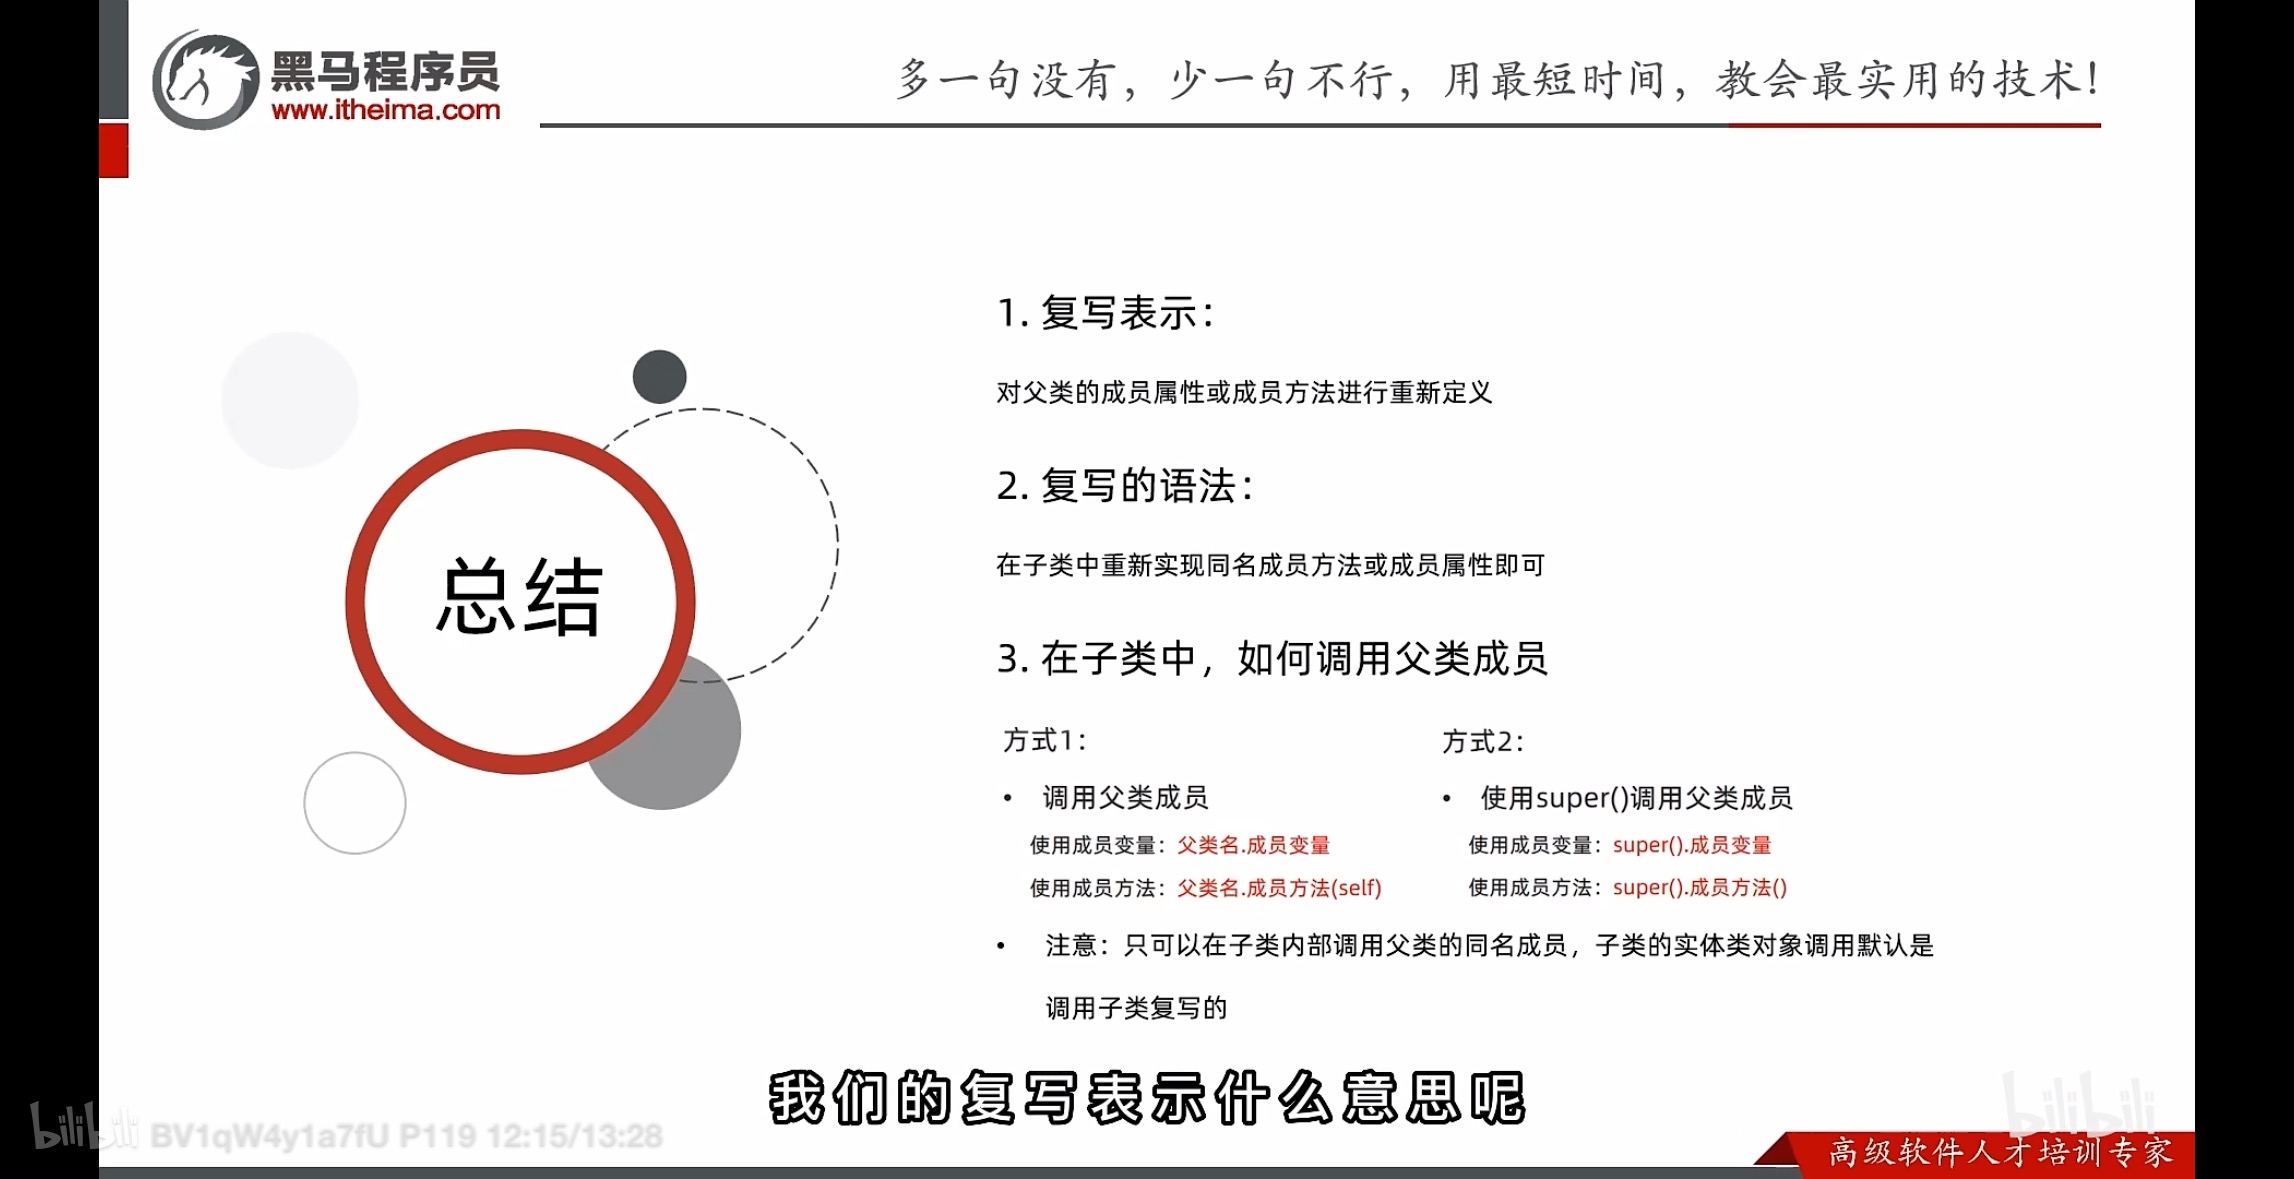 黑马程序员
www.itheima.com
多一句没有，少一句不行，用最短时间，教会最实用的技术！
总结
1. 复写表示：
对父类的成员属性或成员方法进行重新定义
2. 复写的语法：
在子类中重新实现同名成员方法或成员属性即可
3. 在子类中，如何调用父类成员
方式1：
• 调用父类成员
使用成员变量：父类名.成员变量
使用成员方法：父类名.成员方法(self)
方式2：
• 使用super()调用父类成员
使用成员变量：super().成员变量
使用成员方法：super().成员方法()
• 注意：只可以在子类内部调用父类的同名成员，子类的实体类对象调用默认是
调用子类复写的
我们的复写表示什么意思呢
bilibili BV1qW4y1a7fU P119 12:15/13:28
bilibili
高级软件人才培训专家